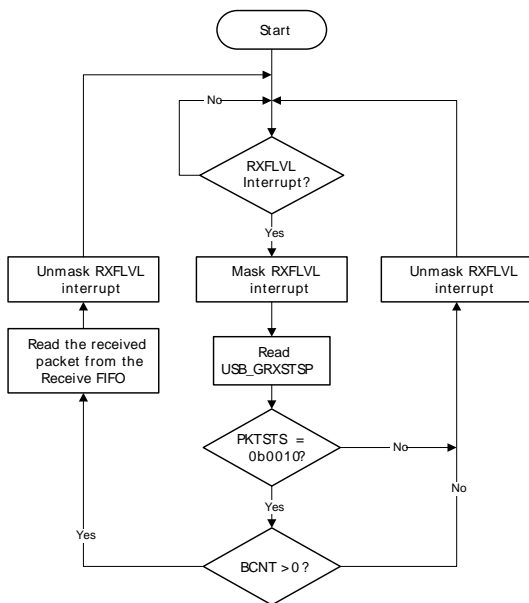 Start
No
RXFLVL
Interrupt?
Yes
Unmask RXFLVL
interrupt
Mask RXFLVL
interrupt
Unmask RXFLVL
interrupt
Read the received
packet from the
Receive FIFO
Read
USB_GRXSTSP
PKTSTS =
0b0010?
No
Yes
No
Yes
BCNT > 0 ?